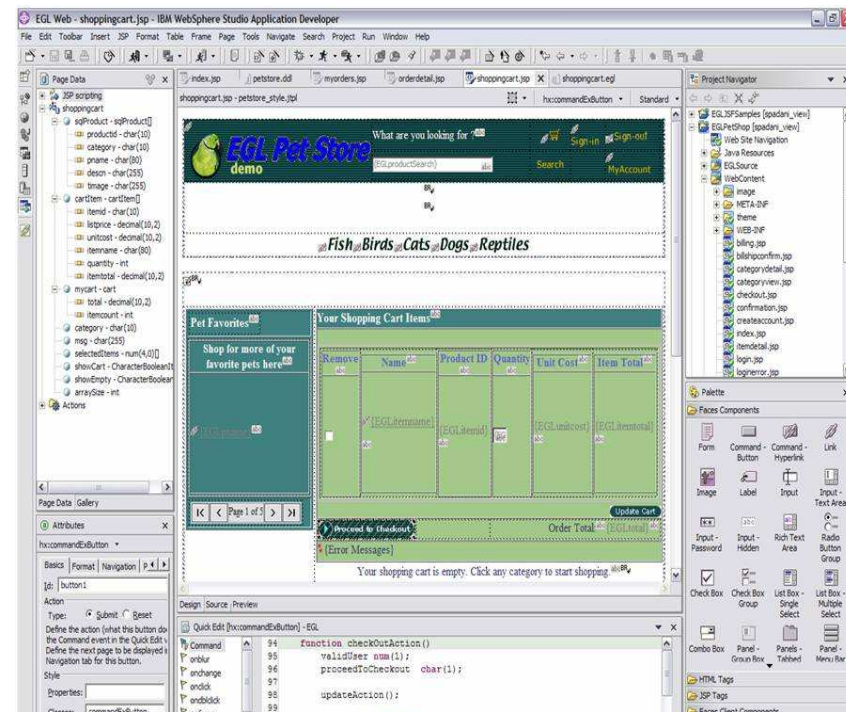 EGL Web - shoppingcart.jsp - IBM WebSphere Studio Application Developer
File Edit Toolbar Insert JSP Format Table Frame Page Tools Navigate Search Project Run Window Help
Page Data
JSP scripting
shoppingcart
sqlProduct - sqlProduct[]
productid - char(10)
category - char(10)
pname - char(80)
descn - char(255)
timage - char(255)
cartItem - cartItem[]
itemid - char(10)
listprice - decimal(10,2)
unitcost - decimal(10,2)
itemname - char(80)
quantity - int
itemtotal - decimal(10,2)
mycart - cart
total - decimal(10,2)
itemcount - int
category - char(10)
msg - char(255)
selectedItems - num(4,0)[]
showCart - CharacterBooleanIt
showEmpty - CharacterBoolean
arraySize - int
Actions
Page Data Gallery
Attributes
hx:commandExButton
Basics Format Navigation P
Id: button1
Action
Type: Submit Reset
Define the action (what this button do
the Command event in the Quick Edit v
Define the next page to be displayed i
Navigation tab for this button.
Style
Properties:
Classes: commandExButton
index.jsp petstore.ddl myorders.jsp orderdetail.jsp shoppingcart.jsp X shoppingcart.egl
shoppingcart.jsp - petstore_style.jtpl hx:commandExButton Standard
EGL Pet Store
demo
What are you looking for ?
{EGLproductSearch}
Search
Sign-in
Sign-out
MyAccount
Fish Birds Cats Dogs Reptiles
Pet Favorites
Shop for more of your
favorite pets here
{EGLpname}
Page 1 of 5
Your Shopping Cart Items
Remove Name Product ID Quantity Unit Cost Item Total
{EGLitemname} {EGLitemid} {EGLunitcost} {EGLitemtotal}
Update Cart
Proceed to Checkout
Order Total: {EGLtotal}
{Error Messages}
Your shopping cart is empty. Click any category to start shopping.
Design Source Preview
Quick Edit [hx:commandExButton] - EGL
Command
onblur
onchange
onclick
ondblclick
94 function checkOutAction()
95 validUser num(1);
96 proceedToCheckout char(1);
97
98 updateAction();
99
Project Navigator
EGLJSFSamples [spadani_view]
EGLPetShop [spadani_view]
Web Site Navigation
Java Resources
EGLSource
WebContent
image
META-INF
theme
WEB-INF
billing.jsp
billshipconfirm.jsp
categorydetail.jsp
categoryview.jsp
checkout.jsp
confirmation.jsp
createaccount.jsp
index.jsp
itemdetail.jsp
login.jsp
loginerror.jsp
Palette
Faces Components
Form
Command - Button
Command - Hyperlink
Link
Image
Label
Input
Input - Text Area
Input - Password
Input - Hidden
Rich Text Area
Radio Button Group
Check Box
Check Box Group
List Box - Single Select
List Box - Multiple Select
Combo Box
Panel - Group Box
Panels - Tabbed
Panel - Menu Bar
HTML Tags
JSP Tags
Faces Client Components